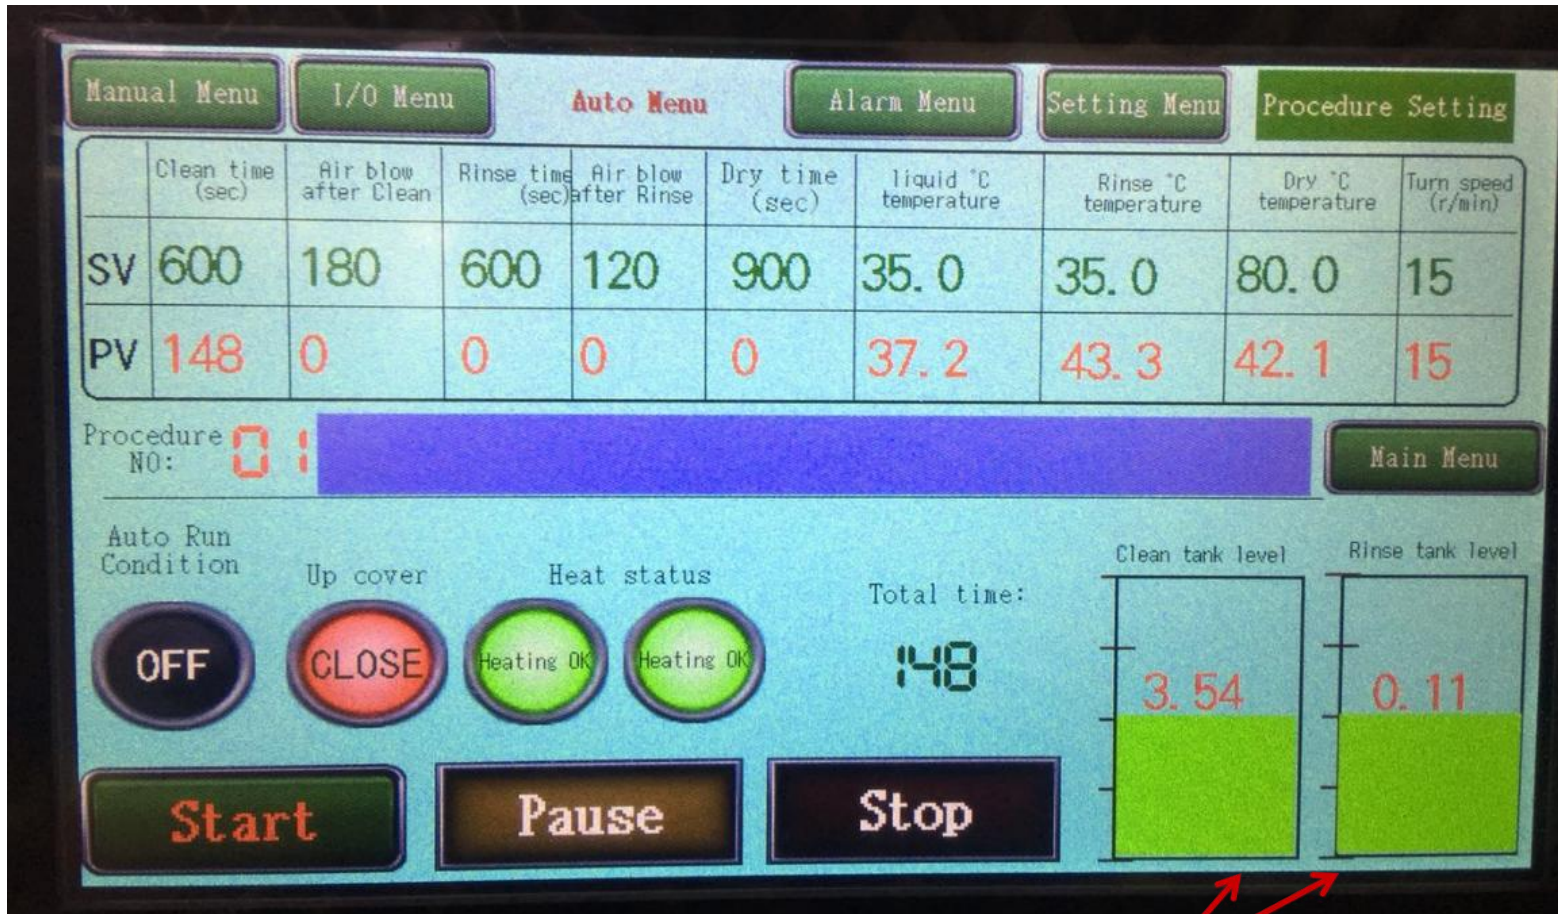 Manual Menu
I/O Menu
Auto Menu
Alarm Menu
Setting Menu
Procedure Setting
Clean time
(sec)
Air blow
after Clean
Rinse time
(sec)
Air blow
after Rinse
Dry time
(sec)
liquid °C
temperature
Rinse °C
temperature
Dry °C
temperature
Turn speed
(r/min)
SV 600 180 600 120 900 35.0 35.0 80.0 15
PV 148 0 0 0 0 37.2 43.3 42.1 15
Procedure
NO: 01
Main Menu
Auto Run
Condition
OFF
Up cover
CLOSE
Heat status
Heating OK
Heating OK
Total time:
148
Clean tank level
3.54
Rinse tank level
0.11
Start
Pause
Stop